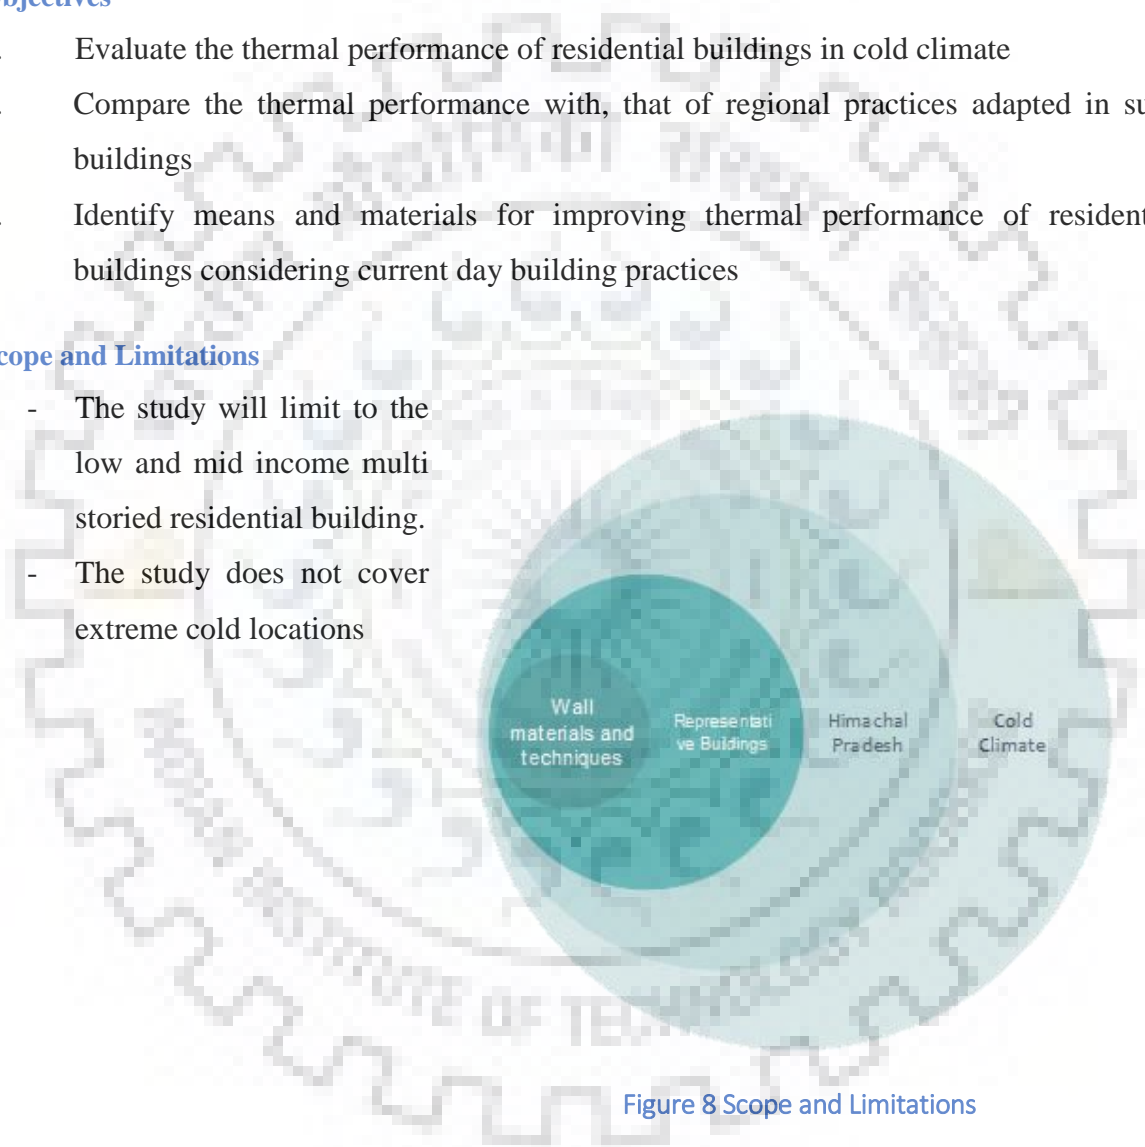 bjectives
. Evaluate the thermal performance of residential buildings in cold climate
. Compare the thermal performance with, that of regional practices adapted in su
buildings
. Identify means and materials for improving thermal performance of resident
buildings considering current day building practices
cope and Limitations
- The study will limit to the
low and mid income multi
storied residential building.
- The study does not cover
extreme cold locations
Wall
materials and
techniques
Representati
ve Buildings
Himachal
Pradesh
Cold
Climate
Figure 8 Scope and Limitations